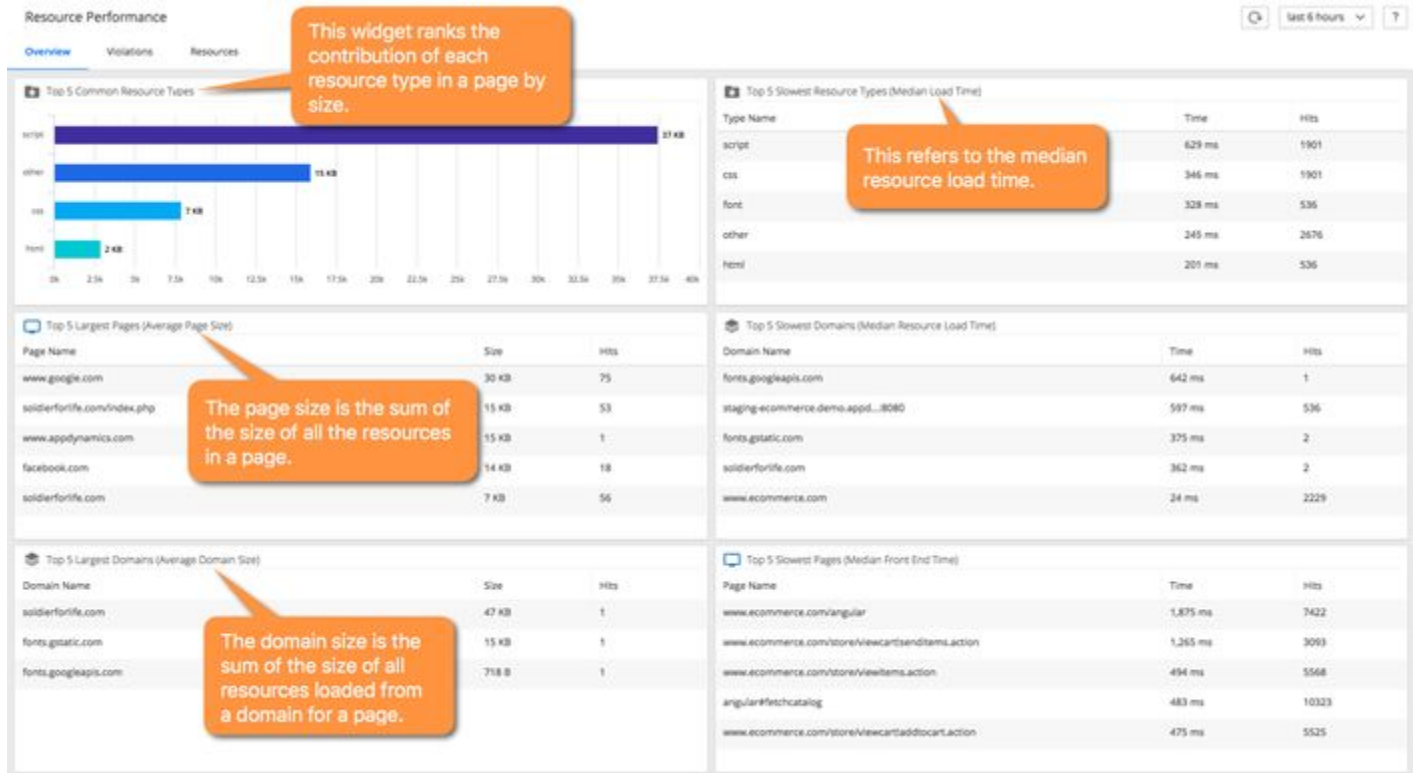 Resource Performance
last 6 hours
?
Overview Violations Resources
This widget ranks the
contribution of each
resource type in a page by
size.
Top 5 Common Resource Types
script 37 KB
other 15 KB
css 7 KB
html 2 KB
0k 2.5k 5k 7.5k 10k 12.5k 15k 17.5k 20k 22.5k 25k 27.5k 30k 32.5k 35k 37.5k 40k
Top 5 Slowest Resource Types (Median Load Time)
Type Name Time Hits
script 629 ms 1901
css 346 ms 1901
font 328 ms 536
other 245 ms 2676
html 201 ms 536
This refers to the median
resource load time.
Top 5 Largest Pages (Average Page Size)
Page Name Size Hits
www.google.com 30 KB 75
soldierforlife.com/index.php 15 KB 53
www.appdynamics.com 15 KB 1
facebook.com 14 KB 18
soldierforlife.com 7 KB 56
The page size is the sum of
the size of all the resources
in a page.
Top 5 Slowest Domains (Median Resource Load Time)
Domain Name Time Hits
fonts.googleapis.com 642 ms 1
staging-ecommerce.demo.appd...:8080 597 ms 536
fonts.gstatic.com 375 ms 2
soldierforlife.com 362 ms 2
www.ecommerce.com 24 ms 2229
Top 5 Largest Domains (Average Domain Size)
Domain Name Size Hits
soldierforlife.com 47 KB 1
fonts.gstatic.com 15 KB 1
fonts.googleapis.com 718 B 1
The domain size is the
sum of the size of all
resources loaded from
a domain for a page.
Top 5 Slowest Pages (Median Front End Time)
Page Name Time Hits
www.ecommerce.com/angular 1,875 ms 7422
www.ecommerce.com/store/viewcart!senditems.action 1,265 ms 3093
www.ecommerce.com/store/viewitems.action 494 ms 5568
angular#fetchcatalog 483 ms 10323
www.ecommerce.com/store/viewcart!addtocart.action 475 ms 5525